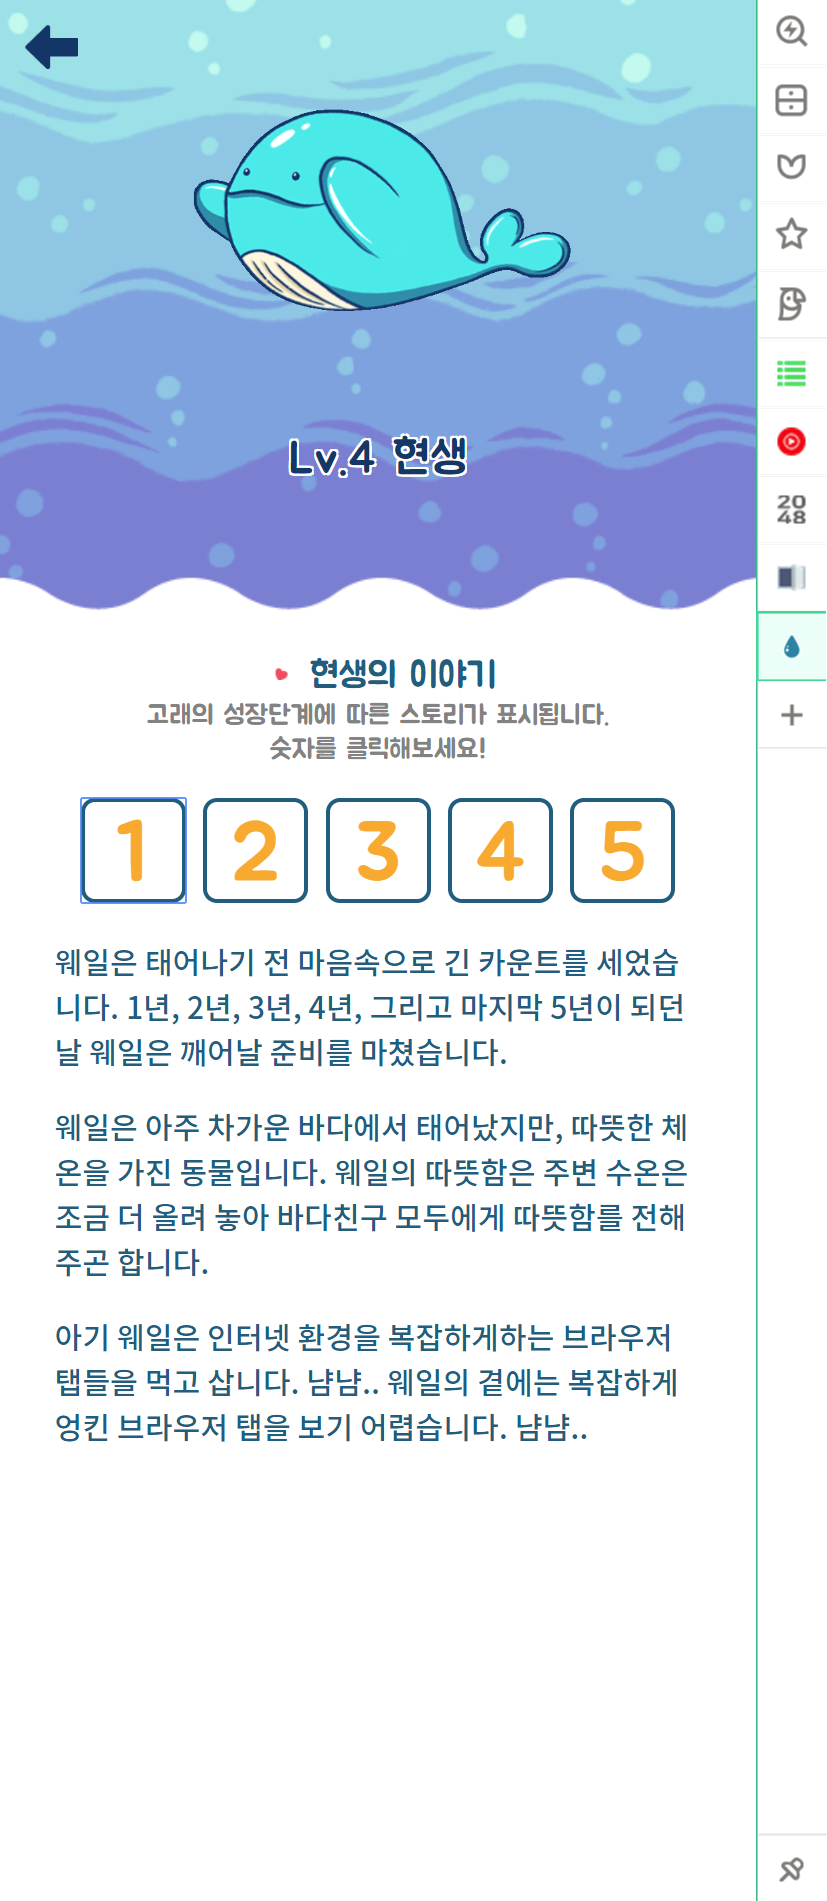 Lv.4 현생
현생의 이야기
고래의 성장단계에 따른 스토리가 표시됩니다.
숫자를 클릭해보세요!
1 2 3 4 5
웨일은 태어나기 전 마음속으로 긴 카운트를 세었습
니다. 1년, 2년, 3년, 4년, 그리고 마지막 5년이 되던
날 웨일은 깨어날 준비를 마쳤습니다.
웨일은 아주 차가운 바다에서 태어났지만, 따뜻한 체
온을 가진 동물입니다. 웨일의 따뜻함은 주변 수온은
조금 더 올려 놓아 바다친구 모두에게 따뜻함를 전해
주곤 합니다.
아기 웨일은 인터넷 환경을 복잡하게하는 브라우저
탭들을 먹고 삽니다. 냠냠.. 웨일의 곁에는 복잡하게
엉킨 브라우저 탭을 보기 어렵습니다. 냠냠..
20
48